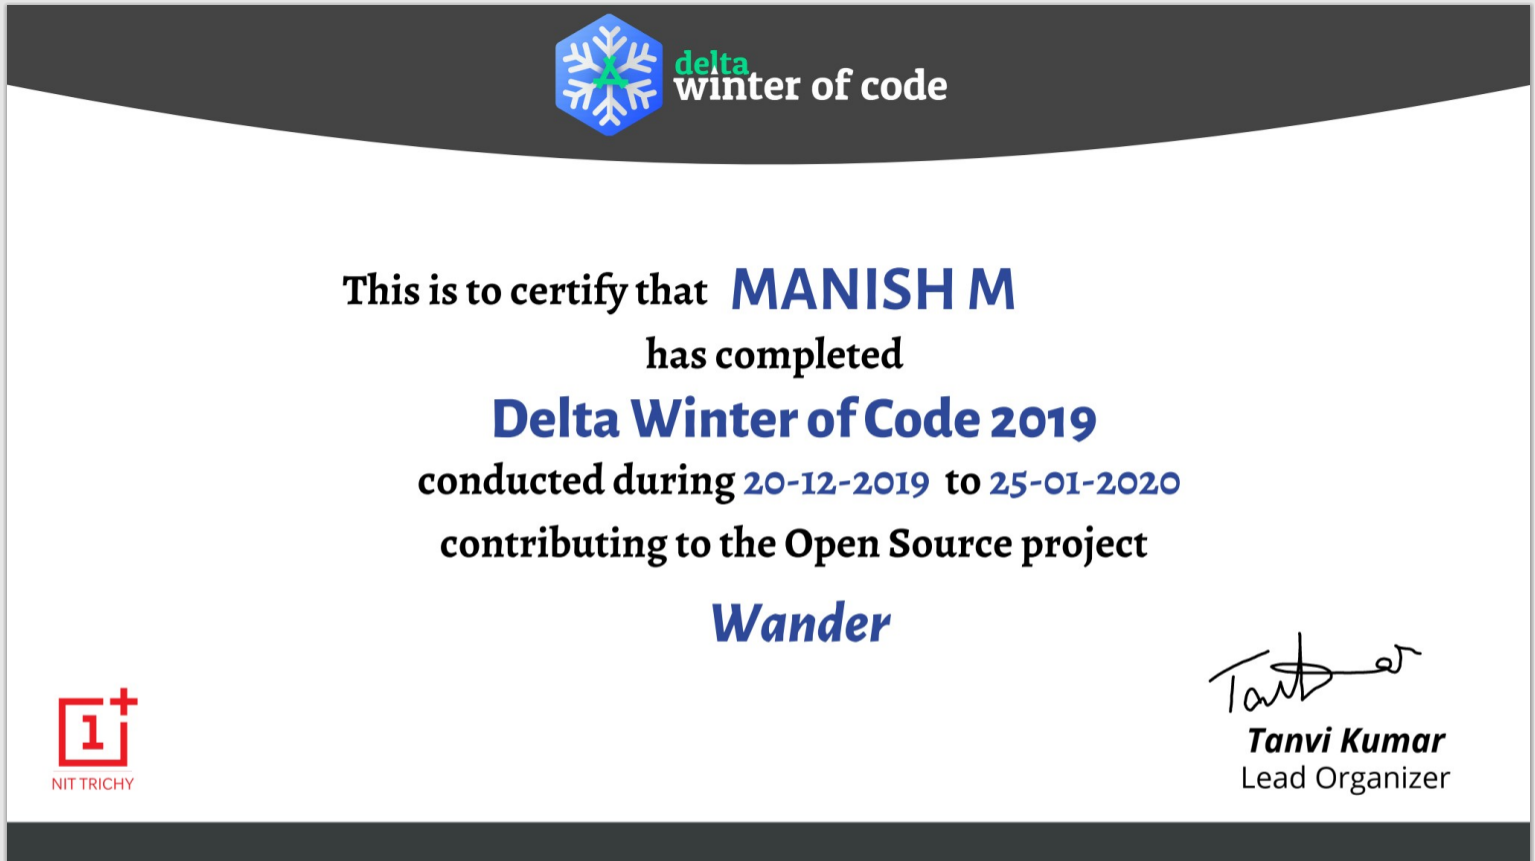 delta
winter of code
This is to certify that MANISH M
has completed
Delta Winter of Code 2019
conducted during 20-12-2019 to 25-01-2020
contributing to the Open Source project
Wander
1+
NIT TRICHY
Tanvi Kumar
Lead Organizer